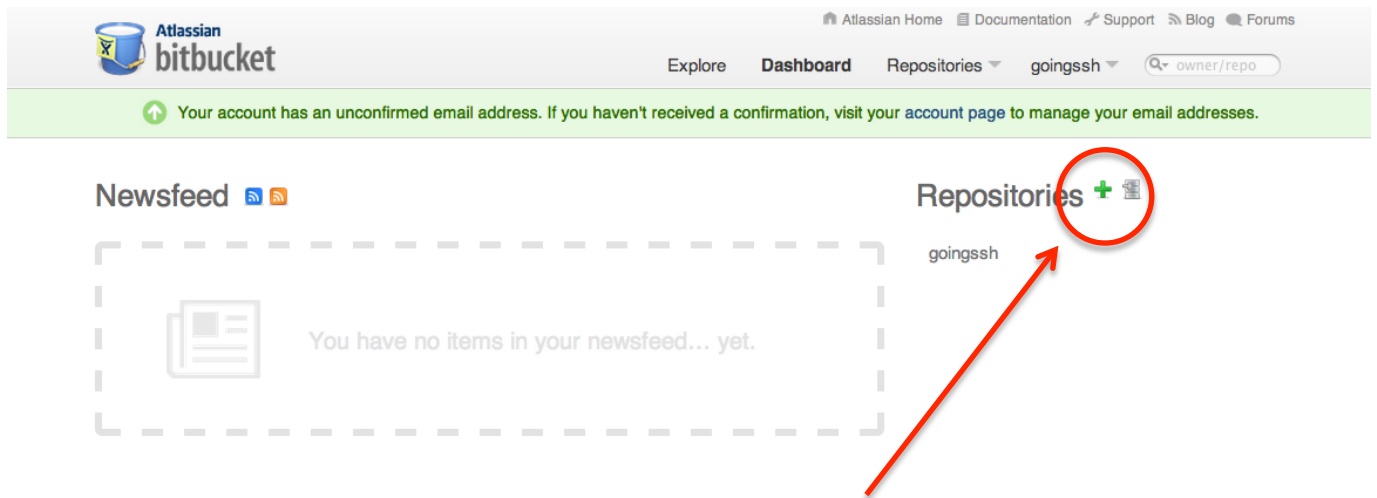 Atlassian Home Documentation Support Blog Forums
Atlassian
bitbucket
Explore Dashboard Repositories goingssh owner/repo
Your account has an unconfirmed email address. If you haven't received a confirmation, visit your account page to manage your email addresses.
Newsfeed
Repositories
goingssh
You have no items in your newsfeed... yet.